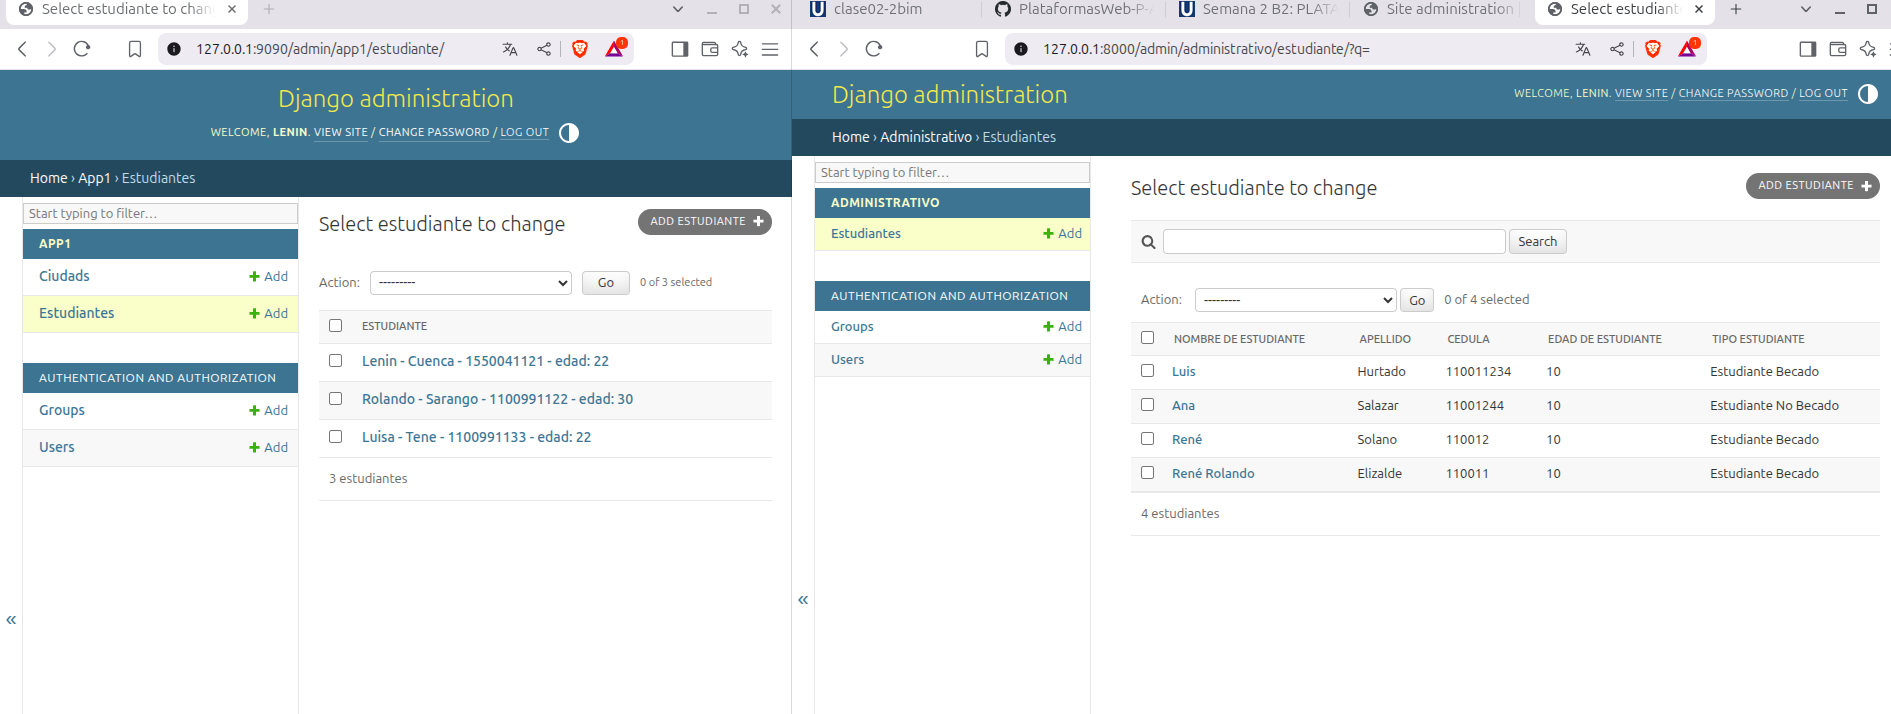 Select estudiante to chan
127.0.0.1:9090/admin/app1/estudiante/
1
Django administration
WELCOME, LENIN. VIEW SITE / CHANGE PASSWORD / LOG OUT
Home › App1 › Estudiantes
Start typing to filter…
APP1
Ciudads
Add
Estudiantes
Add
AUTHENTICATION AND AUTHORIZATION
Groups
Add
Users
Add
«
Select estudiante to change
ADD ESTUDIANTE
Action: --------- Go 0 of 3 selected
ESTUDIANTE
Lenin - Cuenca - 1550041121 - edad: 22
Rolando - Sarango - 1100991122 - edad: 30
Luisa - Tene - 1100991133 - edad: 22
3 estudiantes
clase02-2bim
PlataformasWeb-P-A
Semana 2 B2: PLATA
Site administration
Select estudian
127.0.0.1:8000/admin/administrativo/estudiante/?q=
1
Django administration
WELCOME, LENIN. VIEW SITE / CHANGE PASSWORD / LOG OUT
Home › Administrativo › Estudiantes
Start typing to filter…
ADMINISTRATIVO
Estudiantes
Add
AUTHENTICATION AND AUTHORIZATION
Groups
Add
Users
Add
«
Select estudiante to change
ADD ESTUDIANTE
Search
Action: --------- Go 0 of 4 selected
NOMBRE DE ESTUDIANTE APELLIDO CEDULA EDAD DE ESTUDIANTE TIPO ESTUDIANTE
Luis Hurtado 110011234 10 Estudiante Becado
Ana Salazar 11001244 10 Estudiante No Becado
René Solano 110012 10 Estudiante Becado
René Rolando Elizalde 110011 10 Estudiante Becado
4 estudiantes